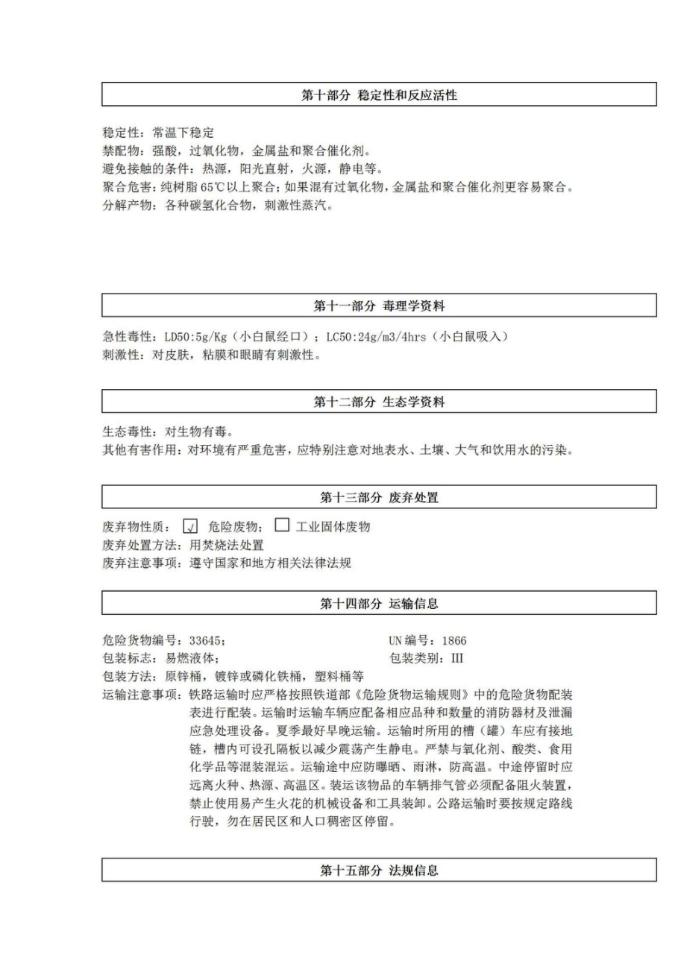 第十部分 稳定性和反应活性
稳定性：常温下稳定
禁配物：强酸，过氧化物，金属盐和聚合催化剂。
避免接触的条件：热源，阳光直射，火源，静电等。
聚合危害：纯树脂 65℃以上聚合；如果混有过氧化物，金属盐和聚合催化剂更容易聚合。
分解产物：各种碳氢化合物，刺激性蒸汽。
第十一部分 毒理学资料
急性毒性：LD50:5g/Kg（小白鼠经口）；LC50:24g/m3/4hrs（小白鼠吸入）
刺激性：对皮肤，粘膜和眼睛有刺激性。
第十二部分 生态学资料
生态毒性：对生物有毒。
其他有害作用：对环境有严重危害，应特别注意对地表水、土壤、大气和饮用水的污染。
第十三部分 废弃处置
废弃物性质：☑ 危险废物；☐ 工业固体废物
废弃处置方法：用焚烧法处置
废弃注意事项：遵守国家和地方相关法律法规
第十四部分 运输信息
危险货物编号：33645； UN 编号：1866
包装标志：易燃液体； 包装类别：Ⅲ
包装方法：原锌桶，镀锌或磷化铁桶，塑料桶等
运输注意事项：铁路运输时应严格按照铁道部《危险货物运输规则》中的危险货物配装
表进行配装。运输时运输车辆应配备相应品种和数量的消防器材及泄漏
应急处理设备。夏季最好早晚运输。运输时所用的槽（罐）车应有接地
链，槽内可设孔隔板以减少震荡产生静电。严禁与氧化剂、酸类、食用
化学品等混装混运。运输途中应防曝晒、雨淋，防高温。中途停留时应
远离火种、热源、高温区。装运该物品的车辆排气管必须配备阻火装置，
禁止使用易产生火花的机械设备和工具装卸。公路运输时要按规定路线
行驶，勿在居民区和人口稠密区停留。
第十五部分 法规信息